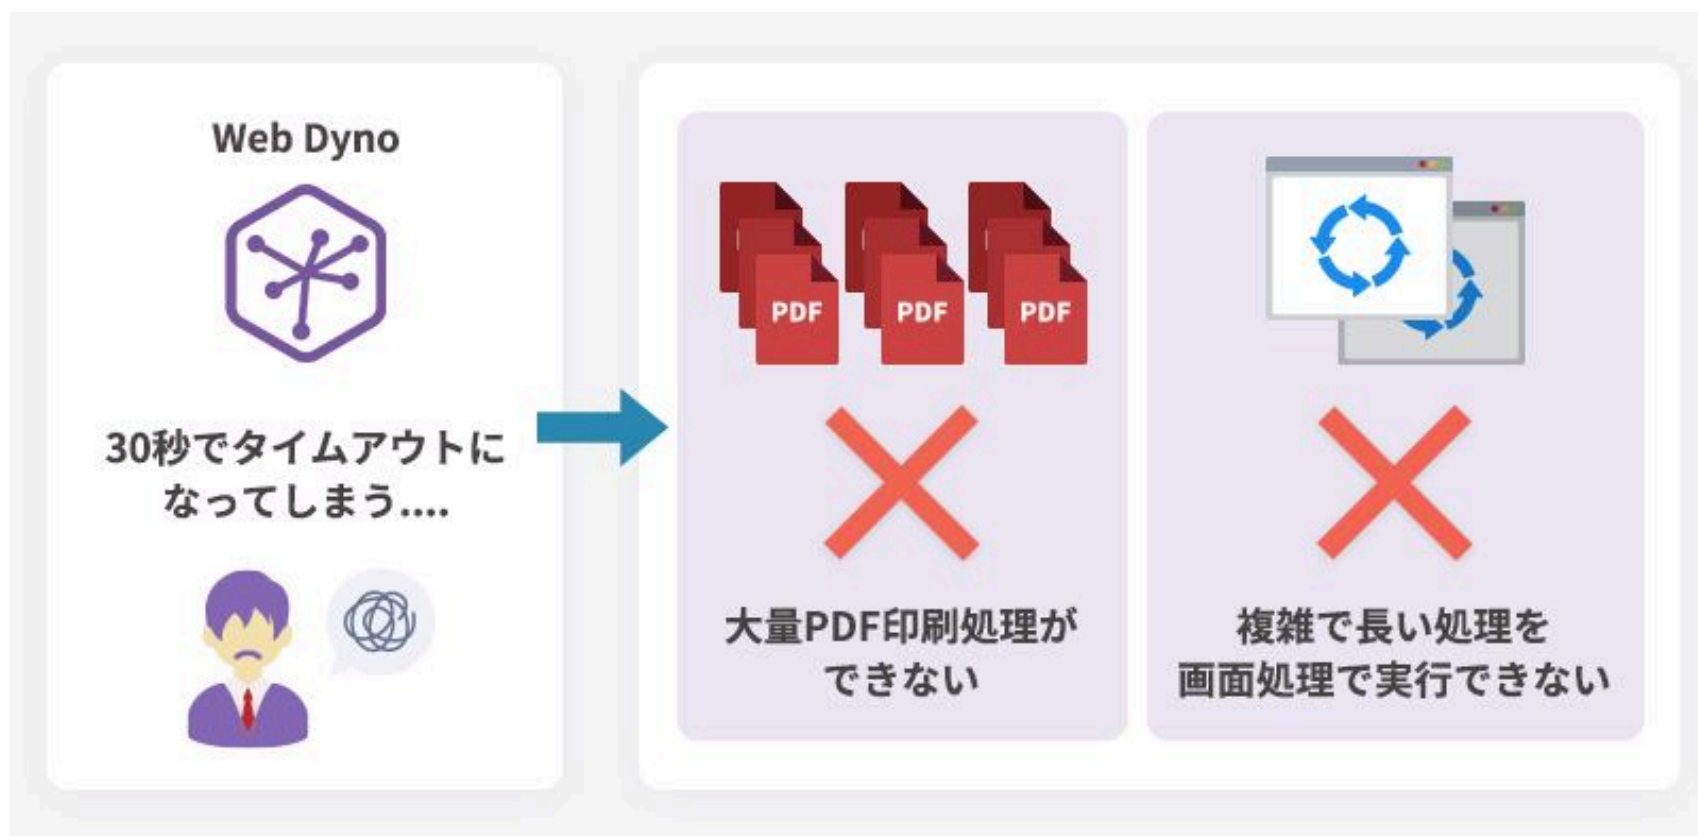 Web Dyno
30秒でタイムアウトに
なってしまう....
PDF
PDF
PDF
大量PDF印刷処理が
できない
複雑で長い処理を
画面処理で実行できない